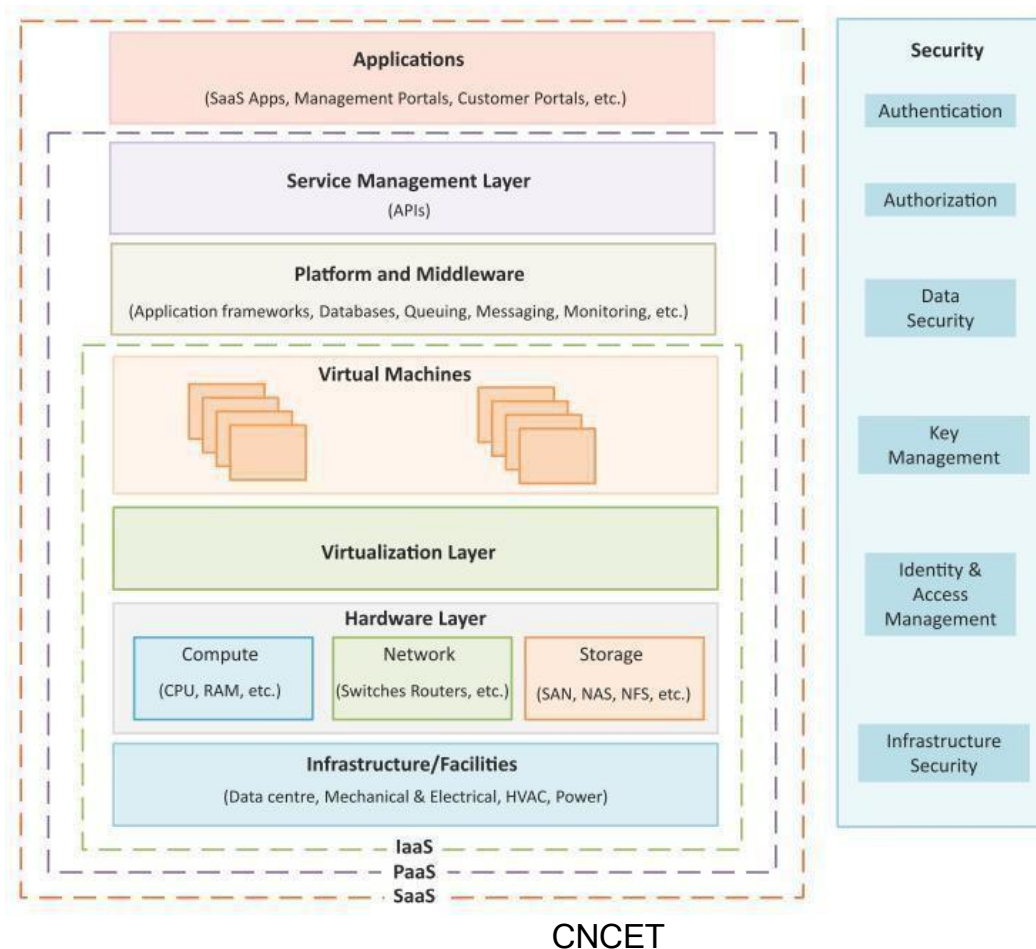 Applications
(SaaS Apps, Management Portals, Customer Portals, etc.)
Service Management Layer
(APIs)
Platform and Middleware
(Application frameworks, Databases, Queuing, Messaging, Monitoring, etc.)
Virtual Machines
Virtualization Layer
Hardware Layer
Compute
(CPU, RAM, etc.)
Network
(Switches Routers, etc.)
Storage
(SAN, NAS, NFS, etc.)
Infrastructure/Facilities
(Data centre, Mechanical & Electrical, HVAC, Power)
IaaS
PaaS
SaaS
Security
Authentication
Authorization
Data
Security
Key
Management
Identity &
Access
Management
Infrastructure
Security
CNCET